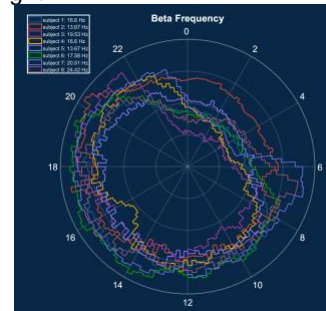 Beta Frequency
subject 1: 18.6 Hz
subject 2: 13.67 Hz
subject 3: 19.53 Hz
subject 4: 18.6 Hz
subject 5: 13.67 Hz
subject 6: 17.58 Hz
subject 7: 20.51 Hz
subject 8: 24.42 Hz
0
2
4
6
8
10
12
14
16
18
20
22